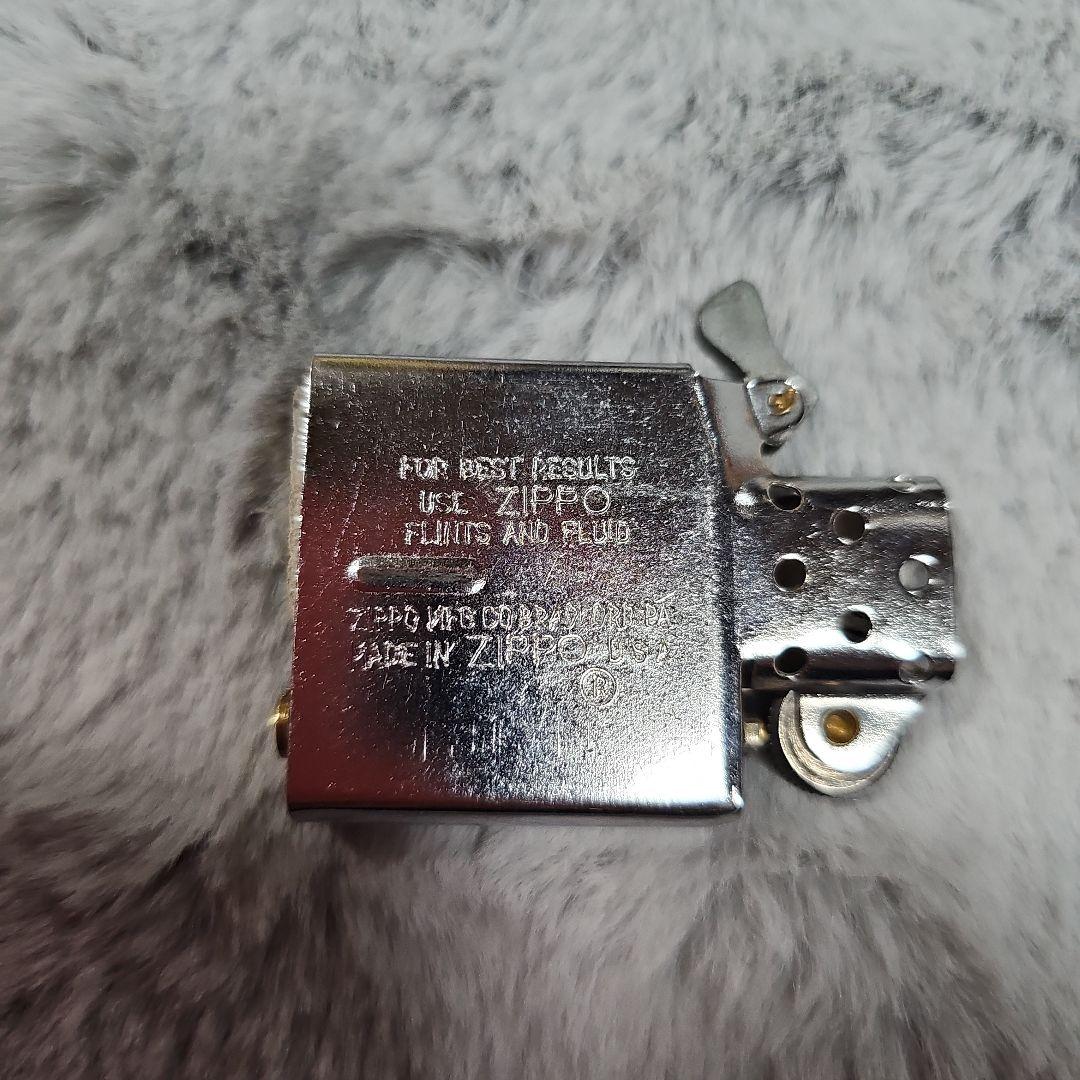 FOR BEST RESULTS
USE ZIPPO
FLINTS AND FLUID
ZIPPO MFG CO BRADFORD PA
MADE IN ZIPPO U S A
®